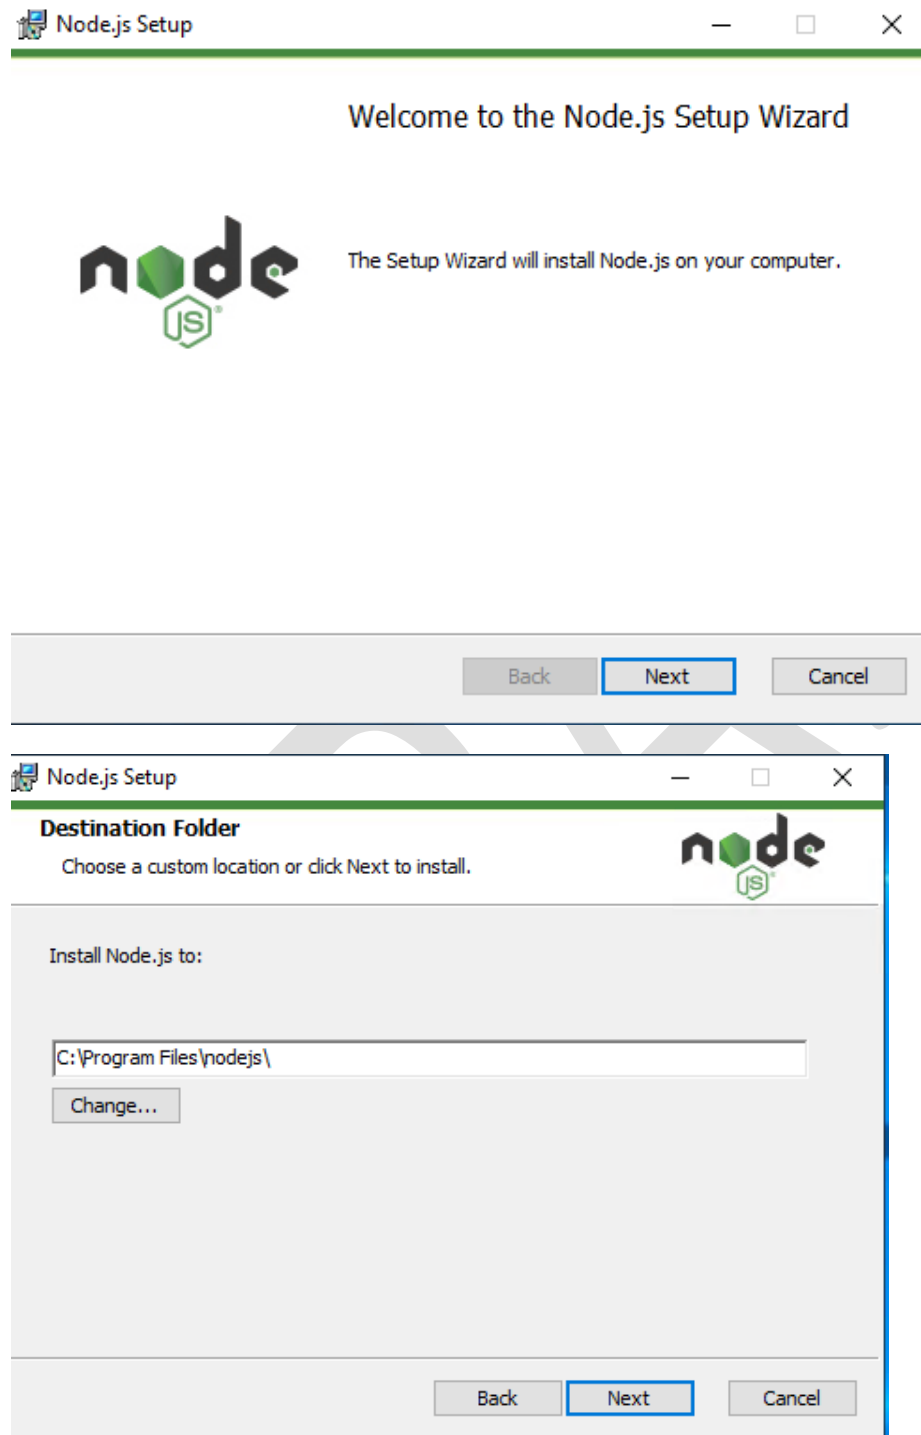 Node.js Setup
Welcome to the Node.js Setup Wizard
node
JS
The Setup Wizard will install Node.js on your computer.
Back Next Cancel
Node.js Setup
Destination Folder
Choose a custom location or click Next to install.
node
JS
Install Node.js to:
C:\Program Files\nodejs\
Change...
Back Next Cancel